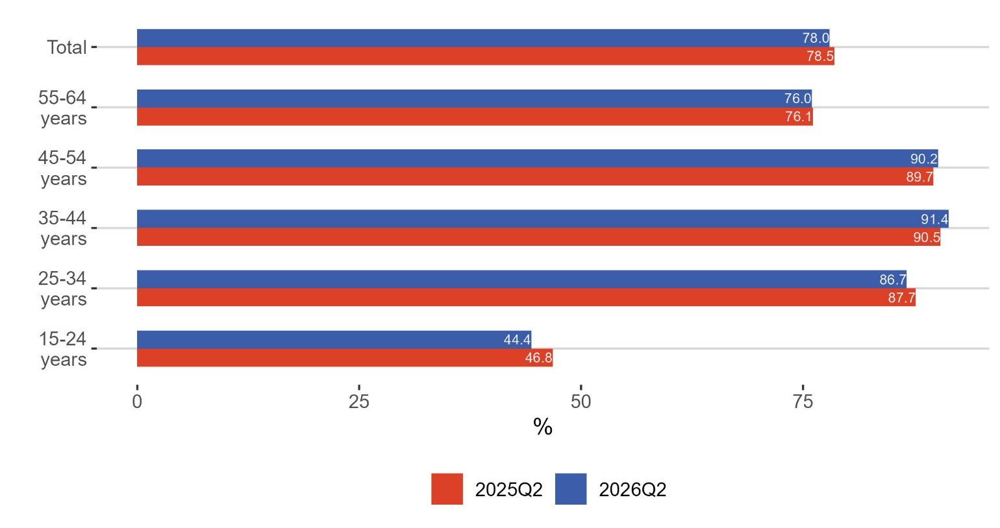 Total
78.0
78.5
55-64
years
76.0
76.1
45-54
years
90.2
89.7
35-44
years
91.4
90.5
25-34
years
86.7
87.7
15-24
years
44.4
46.8
0 25 50 75
%
2025Q2 2026Q2